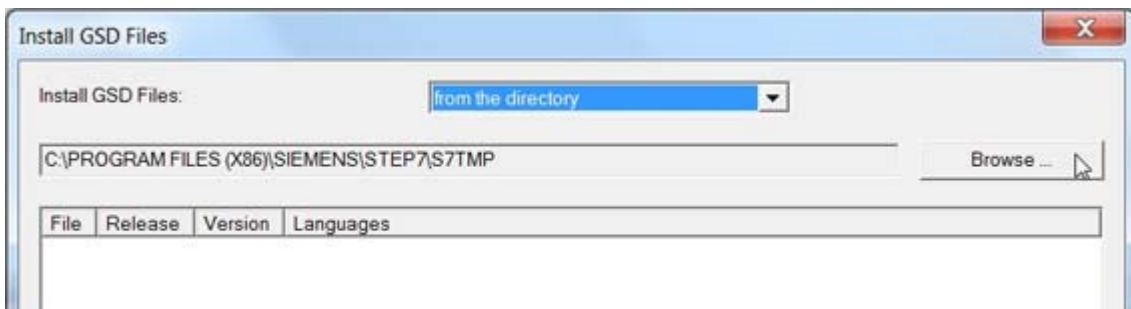 Install GSD Files
Install GSD Files: from the directory
C:\PROGRAM FILES (X86)\SIEMENS\STEP7\S7TMP Browse ...
File Release Version Languages